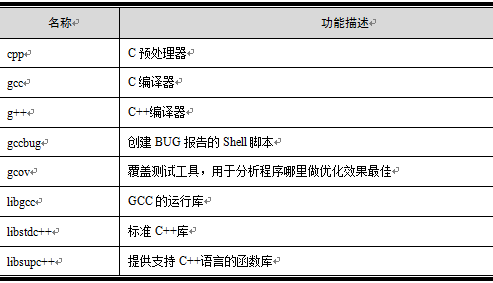 名称 功能描述
cpp C 预处理器
gcc C 编译器
g++ C++编译器
gccbug 创建 BUG 报告的 Shell 脚本
gcov 覆盖测试工具，用于分析程序哪里做优化效果最佳
libgcc GCC 的运行库
libstdc++ 标准 C++库
libsupc++ 提供支持 C++语言的函数库